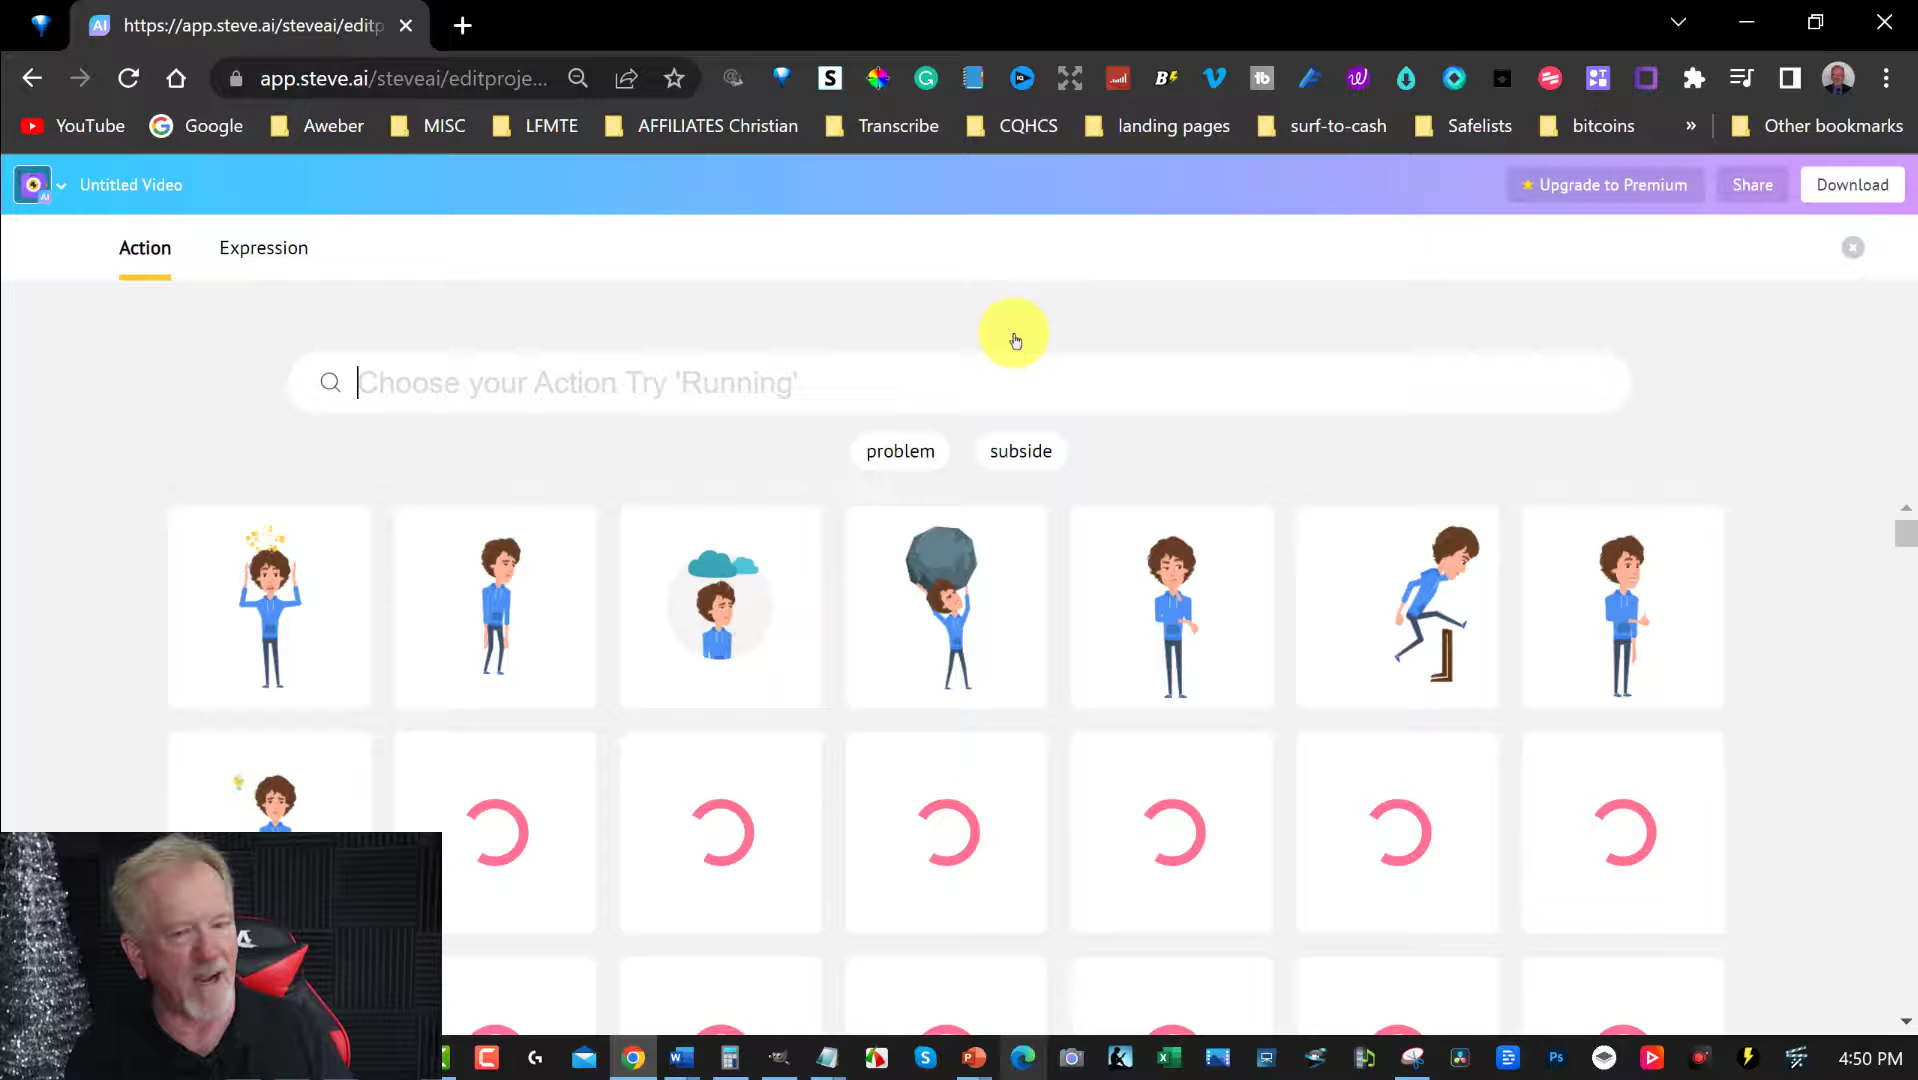 https://app.steve.ai/steveai/editp
app.steve.ai/steveai/editproje...
YouTube
Google
Aweber
MISC
LFMTE
AFFILIATES Christian
Transcribe
CQHCS
landing pages
surf-to-cash
Safelists
bitcoins
»
Other bookmarks
Untitled Video
Upgrade to Premium
Share
Download
Action
Expression
Choose your Action Try 'Running'
problem
subside
4:50 PM